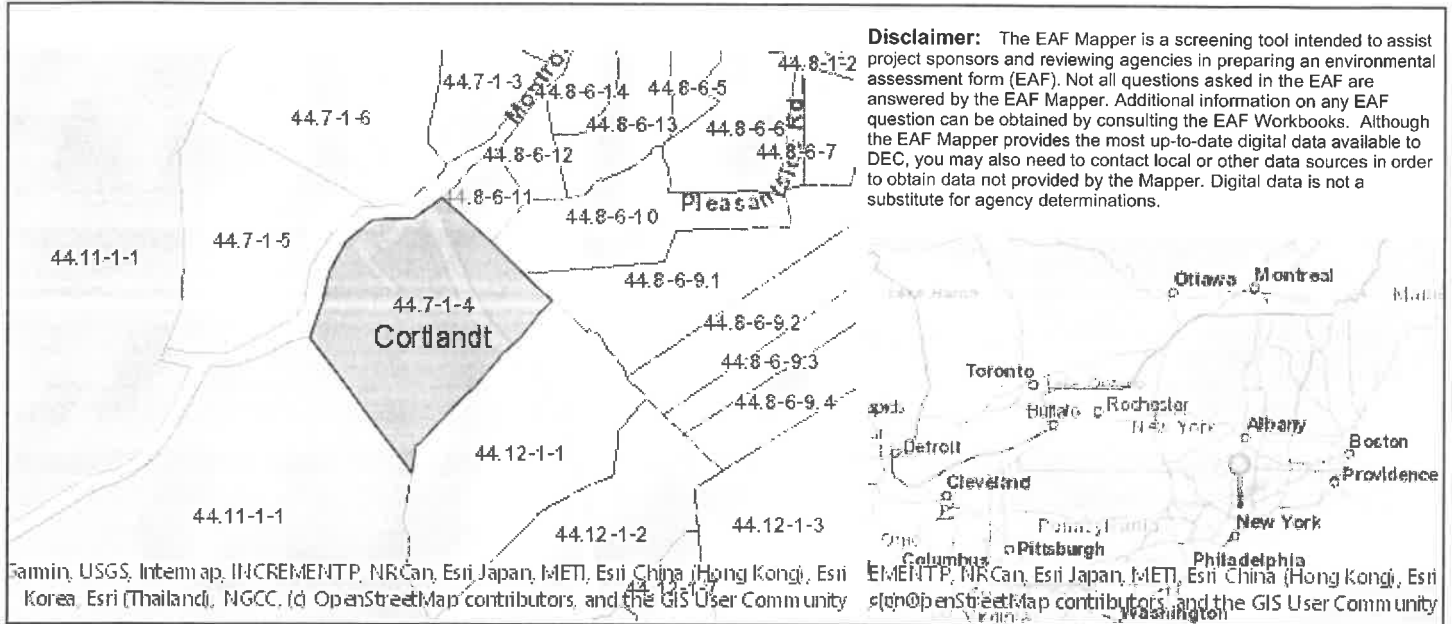 Disclaimer: The EAF Mapper is a screening tool intended to assist
project sponsors and reviewing agencies in preparing an environmental
assessment form (EAF). Not all questions asked in the EAF are
answered by the EAF Mapper. Additional information on any EAF
question can be obtained by consulting the EAF Workbooks. Although
the EAF Mapper provides the most up-to-date digital data available to
DEC, you may also need to contact local or other data sources in order
to obtain data not provided by the Mapper. Digital data is not a
substitute for agency determinations.
44.7-1-6
44.7-1-3
44.8-6-14
44.8-6-5
44.8-1-2
44.8-6-13
44.8-6-6
44.8-6-7
Rd
44.8-6-12
44.8-6-11
44.8-6-10
44.7-1-5
44.11-1-1
44.8-6-9.1
44.7-1-4
Cortlandt
44.8-6-9.2
44.8-6-9.3
44.8-6-9.4
44.12-1-1
44.11-1-1
44.12-1-2
44.12-1-3
USGS, Intermap, INCREMENTP, NRCan, Esri Japan, METI, Esri China (Hong Kong), Esri
Korea, Esri (Thailand), NGCC, (c) OpenStreetMap contributors, and the GIS User Community
Ottawa
Montreal
Toronto
Buffalo
Rochester
New York
Albany
Detroit
Boston
Providence
Cleveland
New York
Pittsburgh
Philadelphia
Columbus
NRCan, Esri Japan, METI, Esri China (Hong Kong), Esri
OpenStreetMap contributors, and the GIS User Community
Washington